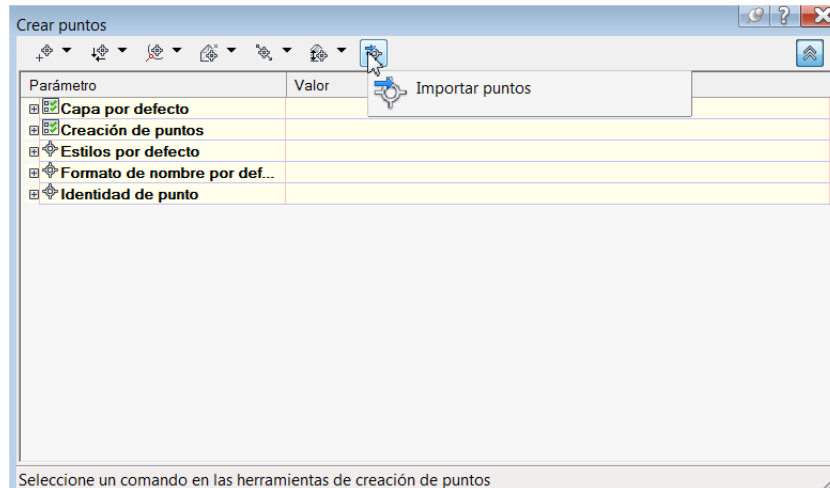 Crear puntos
Parámetro Valor
Importar puntos
Capa por defecto
Creación de puntos
Estilos por defecto
Formato de nombre por def...
Identidad de punto
Seleccione un comando en las herramientas de creación de puntos